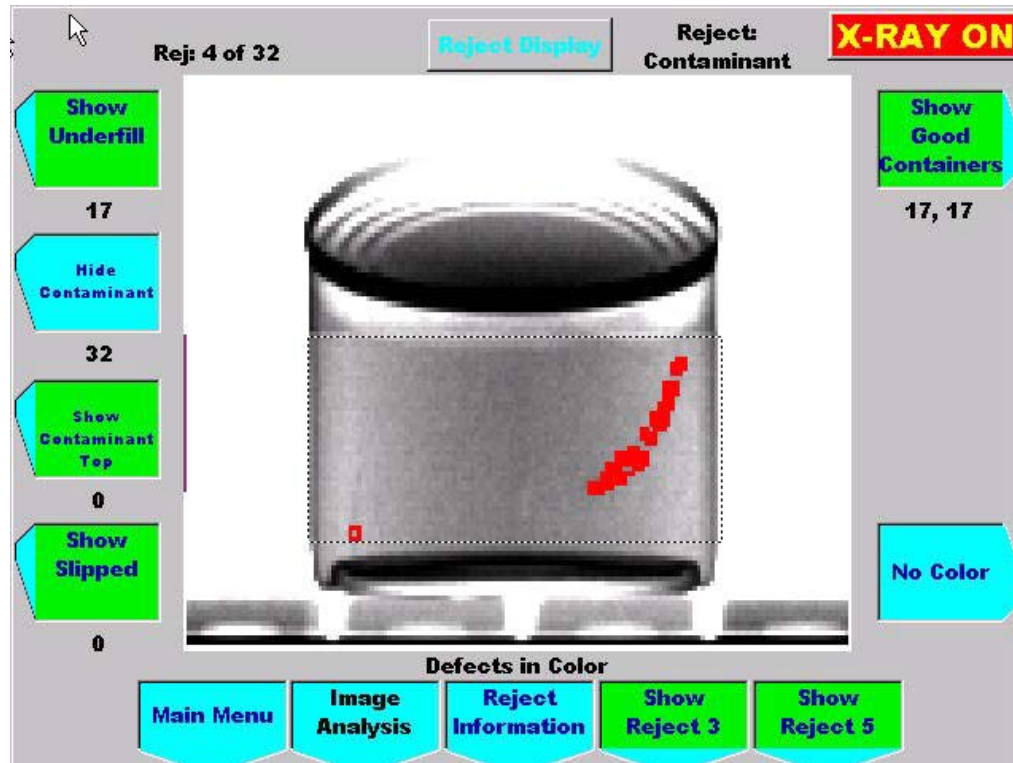 Rej: 4 of 32
Reject Display
Reject:
Contaminant
X-RAY ON
Show
Underfill
17
Hide
Contaminant
32
Show
Contaminant
Top
0
Show
Slipped
0
Show
Good
Containers
17, 17
No Color
Defects in Color
Main Menu
Image
Analysis
Reject
Information
Show
Reject 3
Show
Reject 5